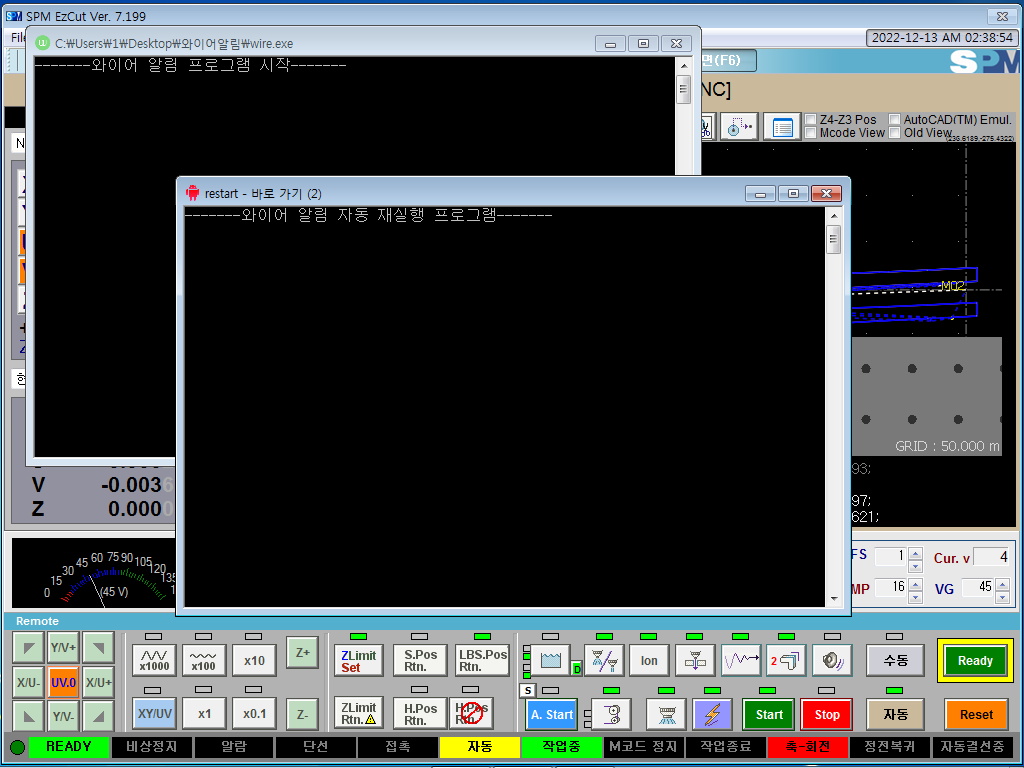 SPM EzCut Ver. 7.199
File
2022-12-13 AM 02:38:54
C:₩Users₩1₩Desktop₩와이어알림₩wire.exe
-------와이어 알림 프로그램 시작-------
면(F6)
SPM
NC]
Z4-Z3 Pos
AutoCAD(TM) Emul.
Mcode View
Old View
(236.6189,-275.4322)
restart - 바로 가기 (2)
-------와이어 알림 자동 재실행 프로그램-------
M02
GRID : 50.000 m
93;
97;
621;
V -0.0036
Z 0.0000
0 15 30 45 60 75 90 105 120 135
(45 V)
FS 1
Cur. v 4
MP 16
VG 45
Remote
Y/V+
X/U-
UV.0
X/U+
Y/V-
x1000
x100
x10
Z+
XY/UV
x1
x0.1
Z-
ZLimit Set
S.Pos Rtn.
LBS.Pos Rtn.
ZLimit Rtn.
H.Pos Rtn.
H.Pos Rtn.
D
Ion
2
수동
Ready
S
A. Start
Start
Stop
자동
Reset
READY
비상정지
알람
단선
접촉
자동
작업중
M코드 정지
작업종료
축-회전
정전복귀
자동결선중